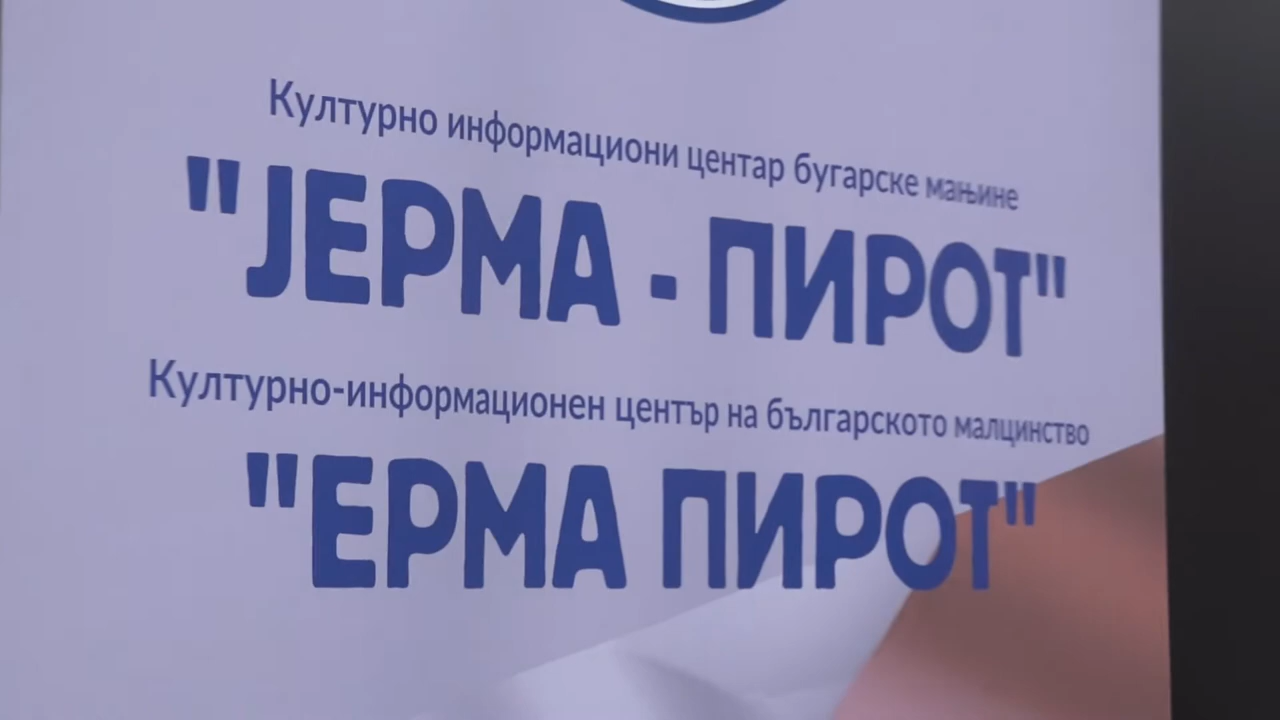 Културно информациони центар бугарске мањине
"ЈЕРМА - ПИРОТ"
Културно-информационен център на българското малцинство
"ЕРМА ПИРОТ"